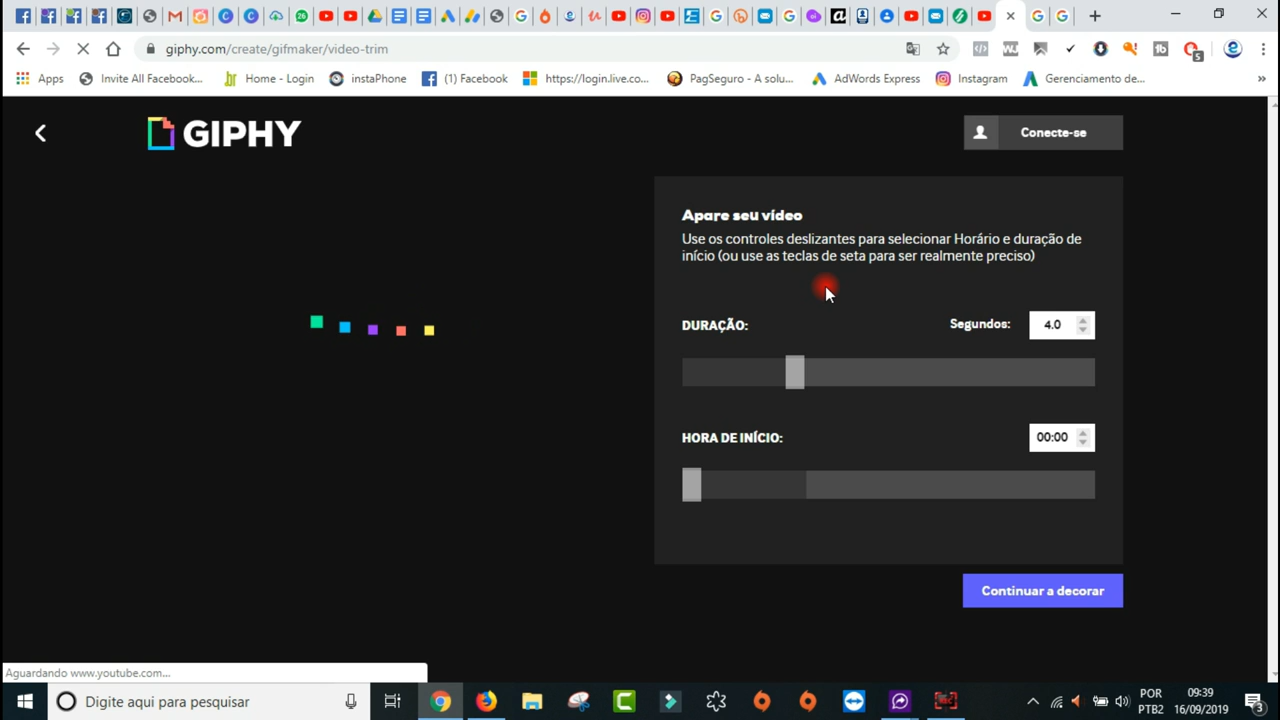 26
giphy.com/create/gifmaker/video-trim
5
Apps
Invite All Facebook...
Home - Login
instaPhone
(1) Facebook
https://login.live.co...
PagSeguro - A solu...
AdWords Express
Instagram
Gerenciamento de...
»
GIPHY
Conecte-se
Apare seu vídeo
Use os controles deslizantes para selecionar Horário e duração de
início (ou use as teclas de seta para ser realmente preciso)
DURAÇÃO:
Segundos:
4.0
HORA DE INÍCIO:
00:00
Continuar a decorar
Aguardando www.youtube.com...
Digite aqui para pesquisar
POR
PTB2
09:39
16/09/2019
3